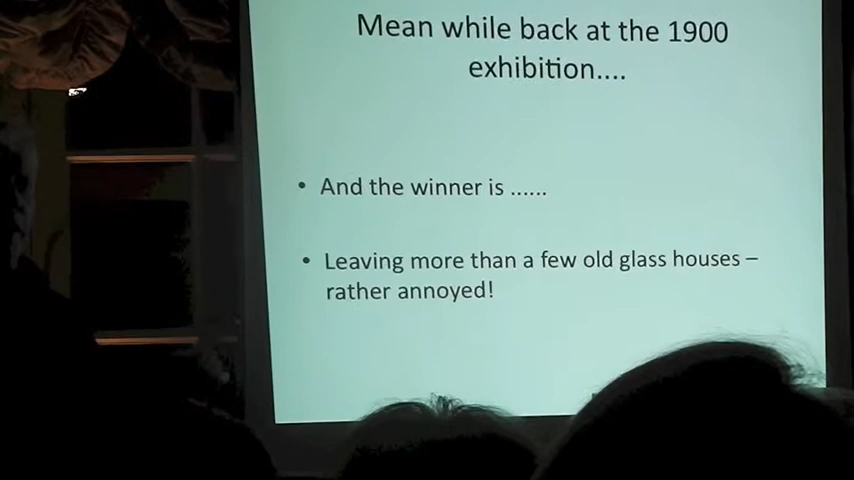 Mean while back at the 1900
exhibition....
• And the winner is ......
• Leaving more than a few old glass houses –
rather annoyed!